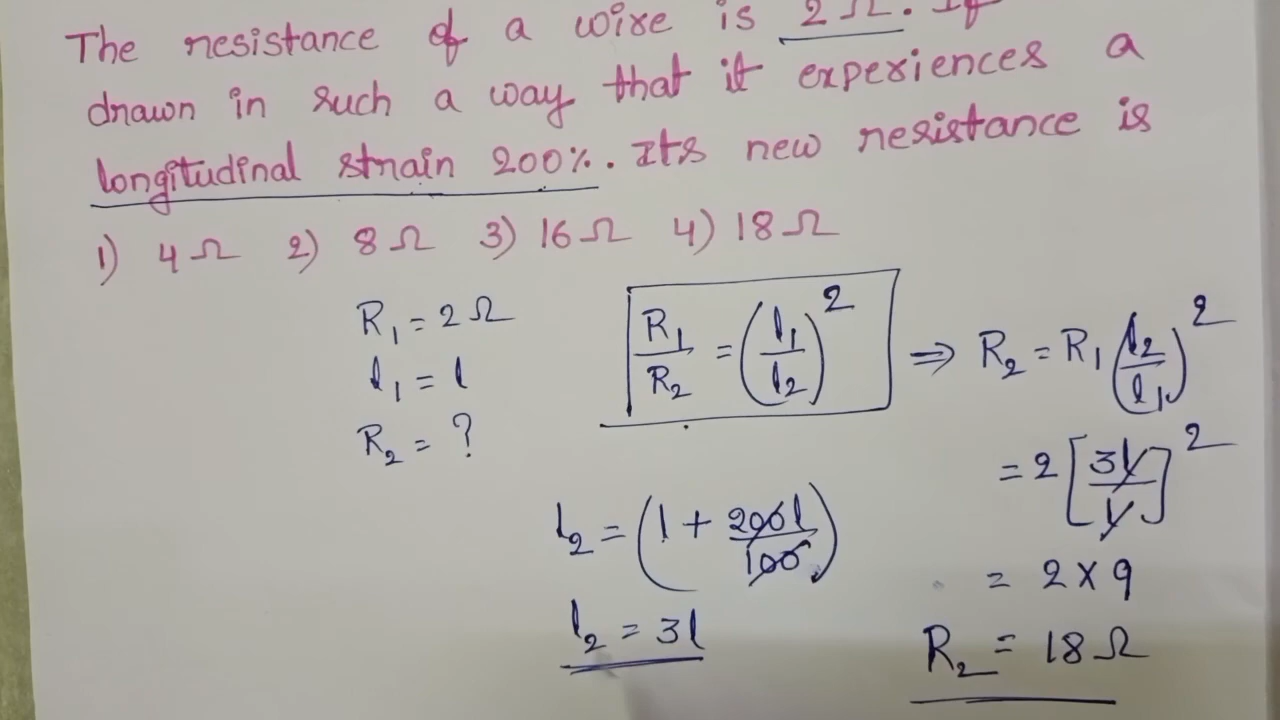 The resistance of a wire is 2Ω. If
drawn in such a way that it experiences a
longitudinal strain 200%. Its new resistance is
1) 4Ω 2) 8Ω 3) 16Ω 4) 18Ω
R₁ = 2Ω
l₁ = l
R₂ = ?
R₁/R₂ = (l₁/l₂)² ⇒ R₂ = R₁(l₂/l₁)²
= 2[3l/l]²
l₂ = (l + 200l/100)
= 2×9
l₂ = 3l
R₂ = 18Ω